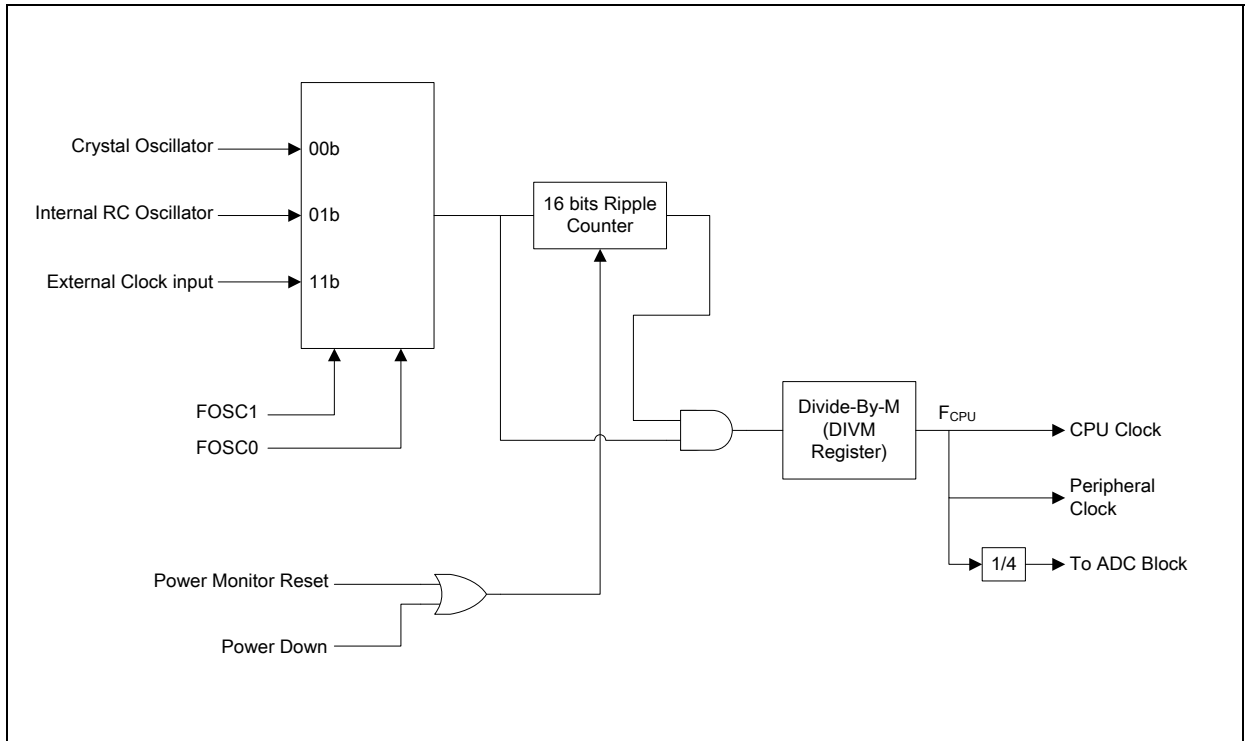 Crystal Oscillator
00b
Internal RC Oscillator
01b
External Clock input
11b
FOSC1
FOSC0
16 bits Ripple
Counter
Divide-By-M
(DIVM
Register)
FCPU
CPU Clock
Peripheral
Clock
1/4
To ADC Block
Power Monitor Reset
Power Down